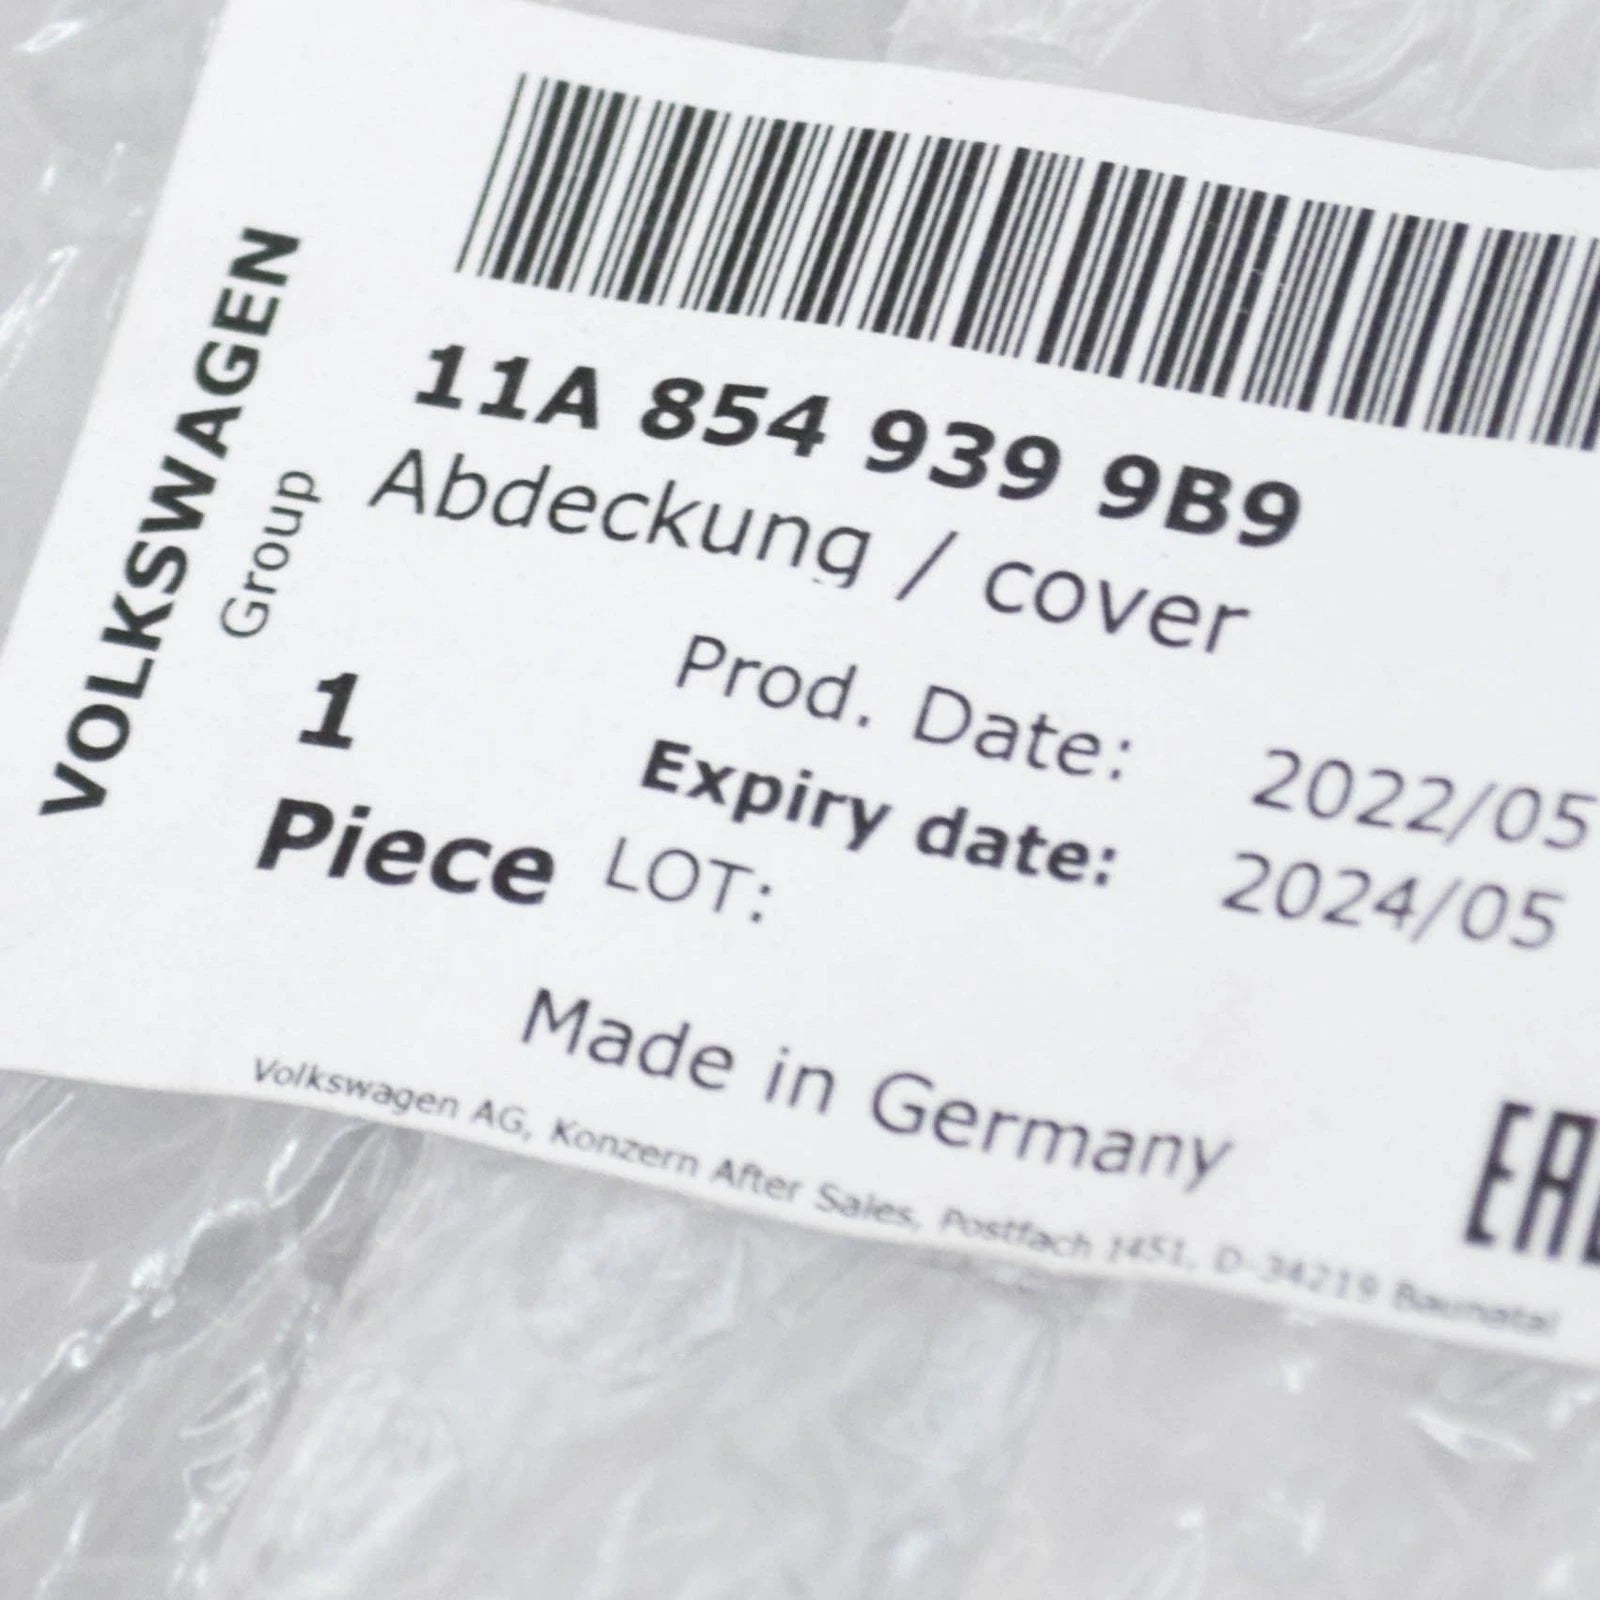 VOLKSWAGEN
Group
11A 854 939 9B9
Abdeckung / cover
Prod. Date: 2022/05
Expiry date: 2024/05
LOT:
1
Piece
Made in Germany
Volkswagen AG, Konzern After Sales, Postfach 1451, D-34219 Baunatal